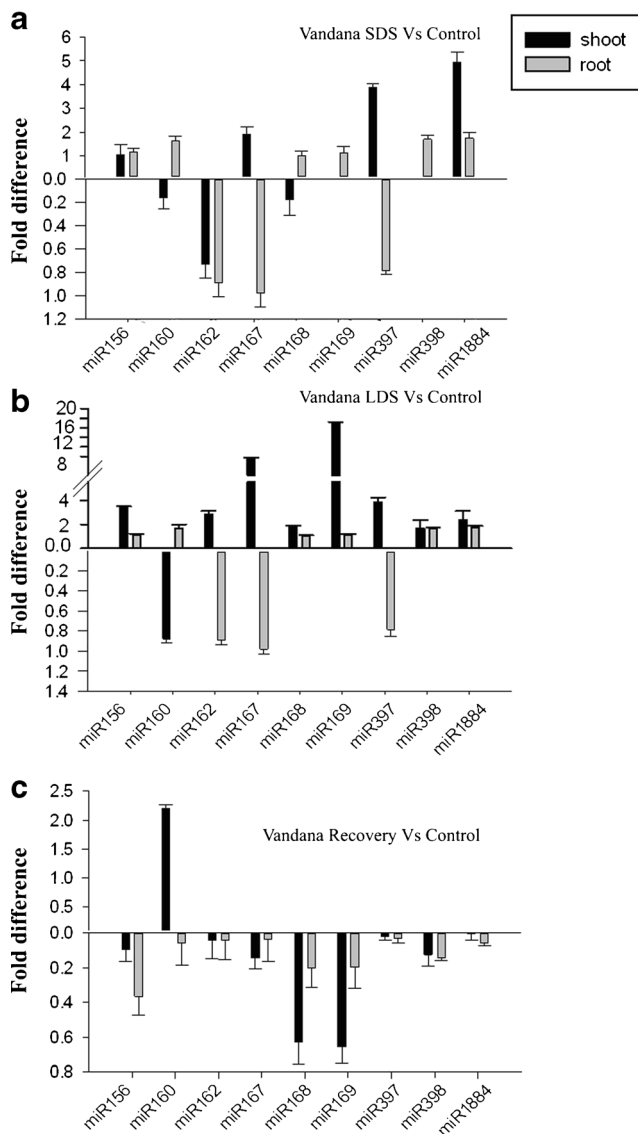 a
Vandana SDS Vs Control
shoot
root
Fold difference
6
5
4
3
2
1
0.0
0.2
0.4
0.6
0.8
1.0
1.2
miR156
miR160
miR162
miR167
miR168
miR169
miR397
miR398
miR1884
b
Vandana LDS Vs Control
Fold difference
20
16
12
8
4
2
0.0
0.2
0.4
0.6
0.8
1.0
1.4
miR156
miR160
miR162
miR167
miR168
miR169
miR397
miR398
miR1884
c
Vandana Recovery Vs Control
Fold difference
2.5
2.0
1.5
1.0
0.5
0.0
0.2
0.4
0.6
0.8
miR156
miR160
miR162
miR167
miR168
miR169
miR397
miR398
miR1884